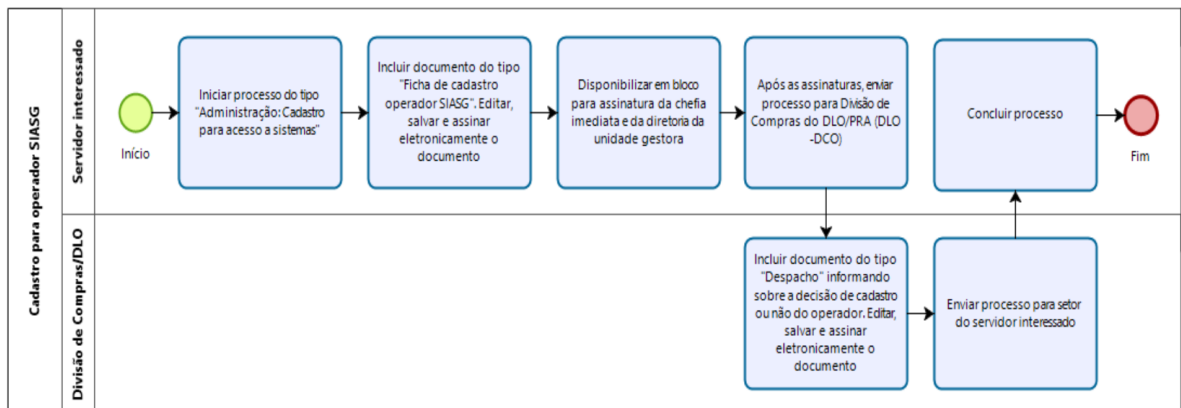 Cadastro para operador SIASG
Servidor interessado
Início
Iniciar processo do tipo
"Administração: Cadastro
para acesso a sistemas"
Incluir documento do tipo
"Ficha de cadastro
operador SIASG". Editar,
salvar e assinar
eletronicamente o
documento
Disponibilizar em bloco
para assinatura da chefia
imediata e da diretoria da
unidade gestora
Após as assinaturas, enviar
processo para Divisão de
Compras do DLO/PRA (DLO
-DCO)
Concluir processo
Fim
Divisão de Compras/DLO
Incluir documento do tipo
"Despacho" informando
sobre a decisão de cadastro
ou não do operador. Editar,
salvar e assinar
eletronicamente o
documento
Enviar processo para setor
do servidor interessado